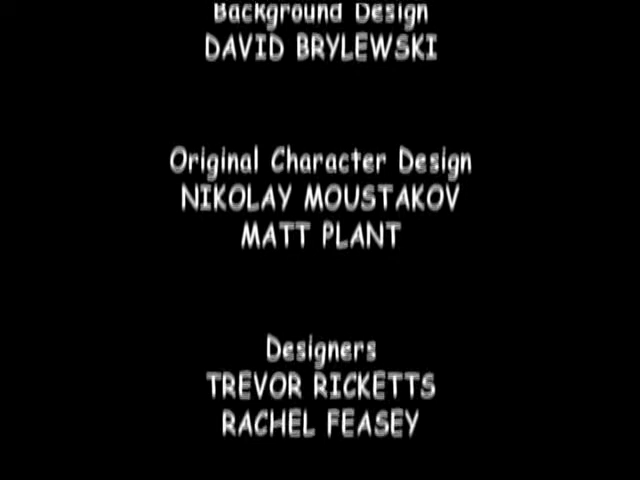 Background Design
DAVID BRYLEWSKI
Original Character Design
NIKOLAY MOUSTAKOV
MATT PLANT
Designers
TREVOR RICKETTS
RACHEL FEASEY